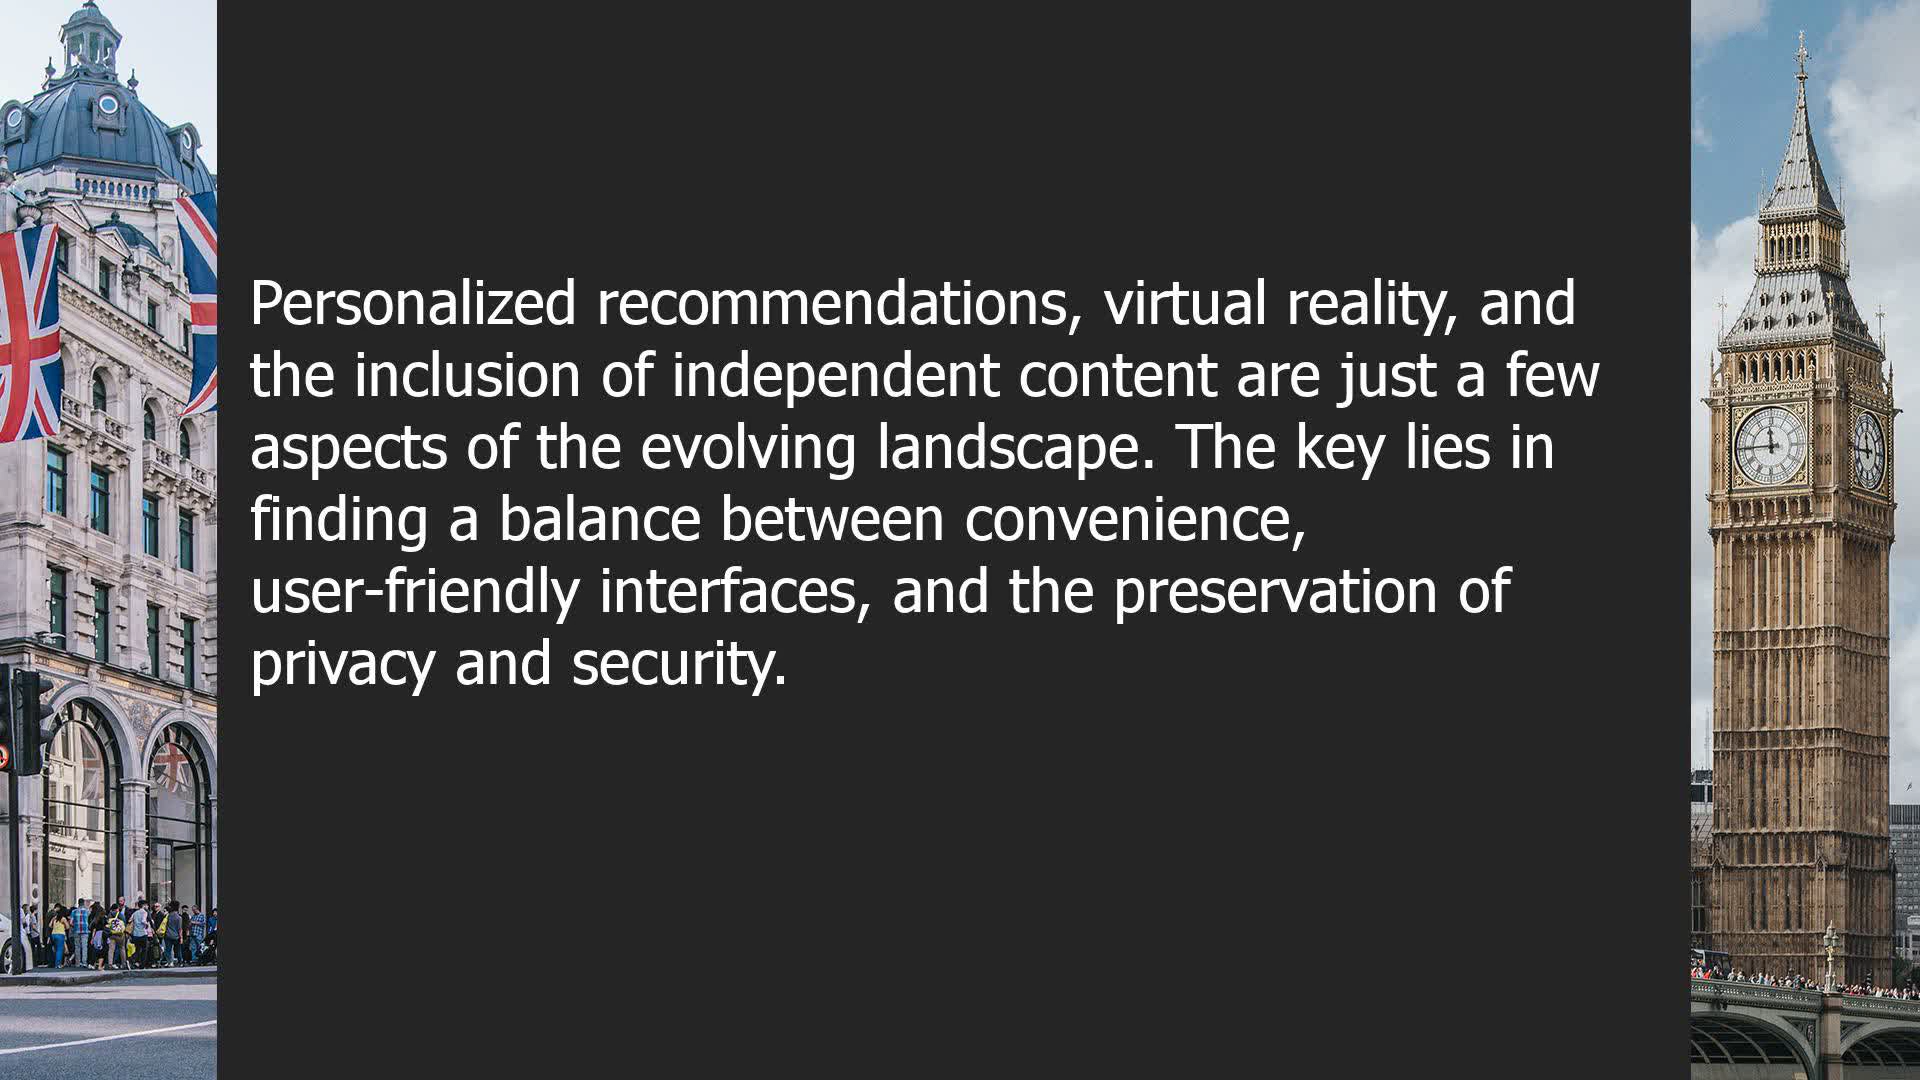 Personalized recommendations, virtual reality, and
the inclusion of independent content are just a few
aspects of the evolving landscape. The key lies in
finding a balance between convenience,
user-friendly interfaces, and the preservation of
privacy and security.